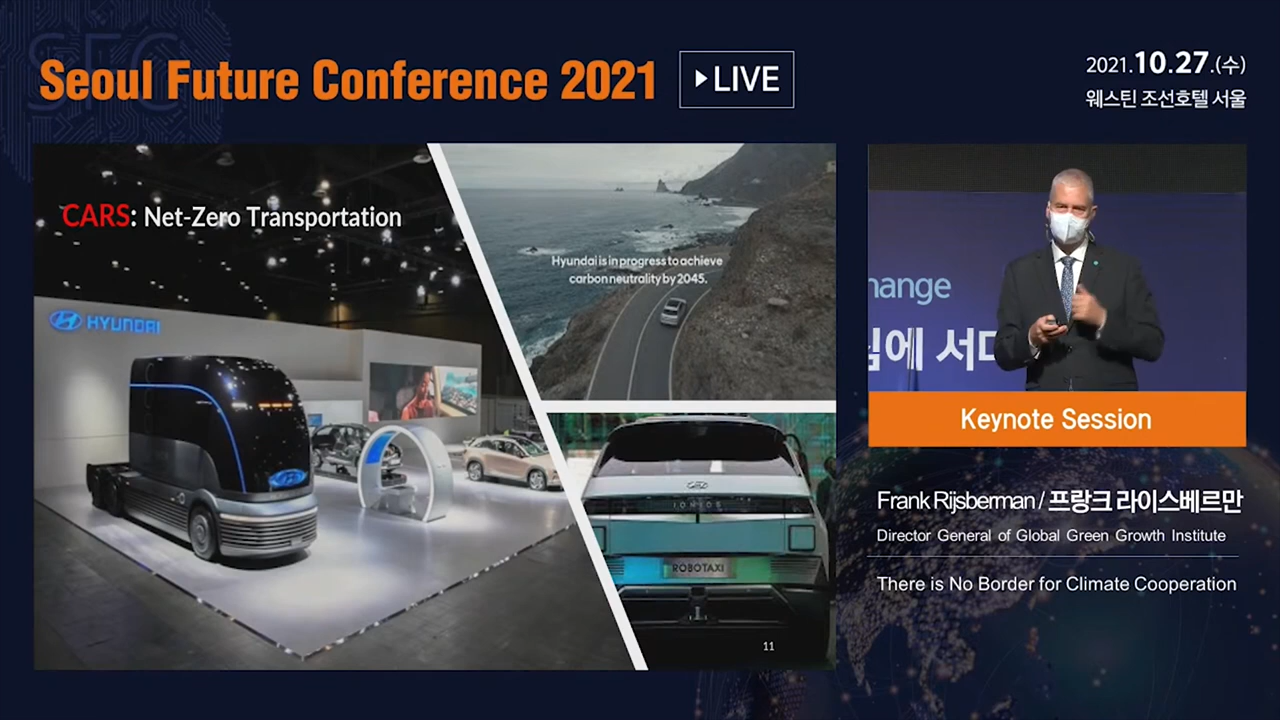 Seoul Future Conference 2021
LIVE
2021.10.27.(수)
웨스틴 조선호텔 서울
CARS: Net-Zero Transportation
Hyundai is in progress to achieve
carbon neutrality by 2045.
HYUNDAI
IONIQ5
ROBOTAXI
11
hange
에 서다
Keynote Session
Frank Rijsberman / 프랑크 라이스베르만
Director General of Global Green Growth Institute
There is No Border for Climate Cooperation